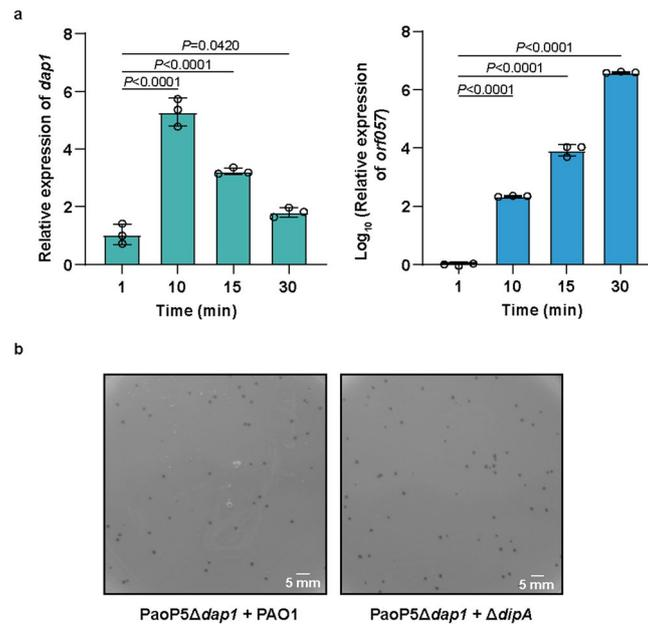 a
Relative expression of dap1
8
6
4
2
0
P=0.0420
P<0.0001
P<0.0001
1 10 15 30
Time (min)
Log10 (Relative expression
of orf057)
8
6
4
2
0
P<0.0001
P<0.0001
P<0.0001
1 10 15 30
Time (min)
b
5 mm
5 mm
PaoP5Δdap1 + PAO1
PaoP5Δdap1 + ΔdipA